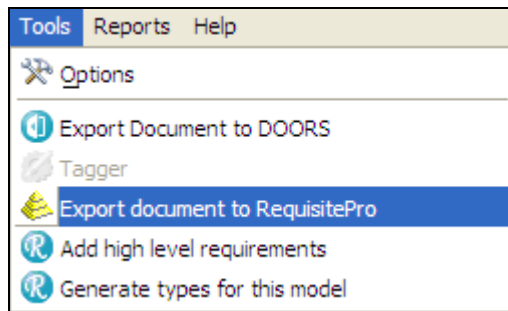 Tools Reports Help
Options
Export Document to DOORS
Tagger
Export document to RequisitePro
Add high level requirements
Generate types for this model